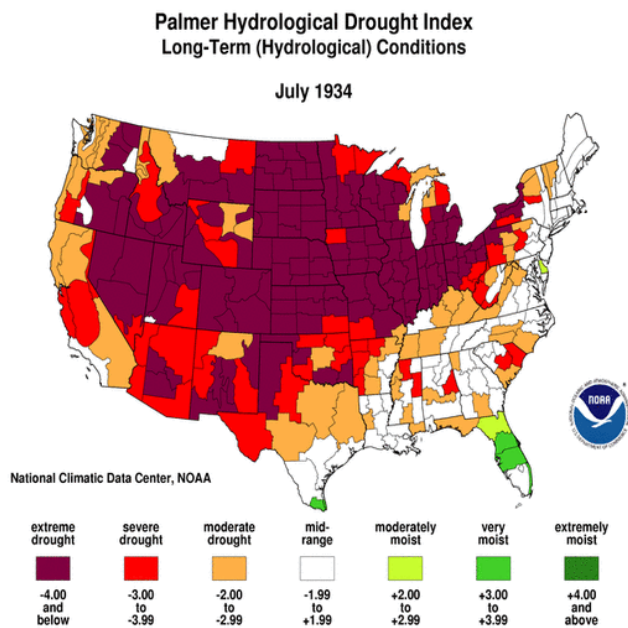 Palmer Hydrological Drought Index
Long-Term (Hydrological) Conditions
July 1934
NOAA
National Climatic Data Center, NOAA
extreme drought
severe drought
moderate drought
mid-range
moderately moist
very moist
extremely moist
-4.00 and below
-3.00 to -3.99
-2.00 to -2.99
-1.99 to +1.99
+2.00 to +2.99
+3.00 to +3.99
+4.00 and above